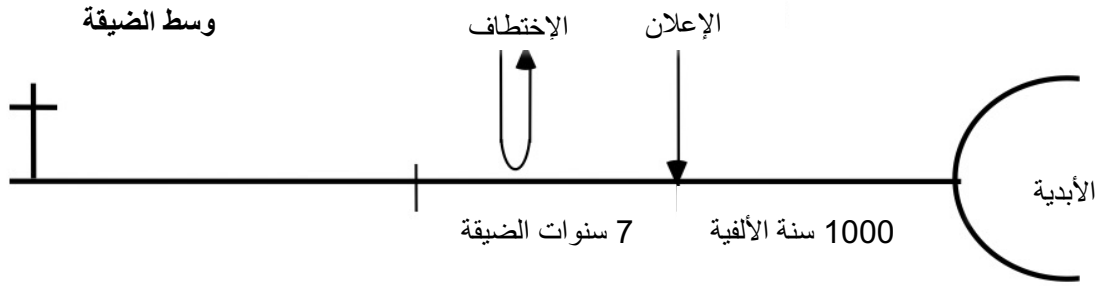 وسط الضيقة
الإختطاف
الإعلان
الأبدية
7 سنوات الضيقة
1000 سنة الألفية